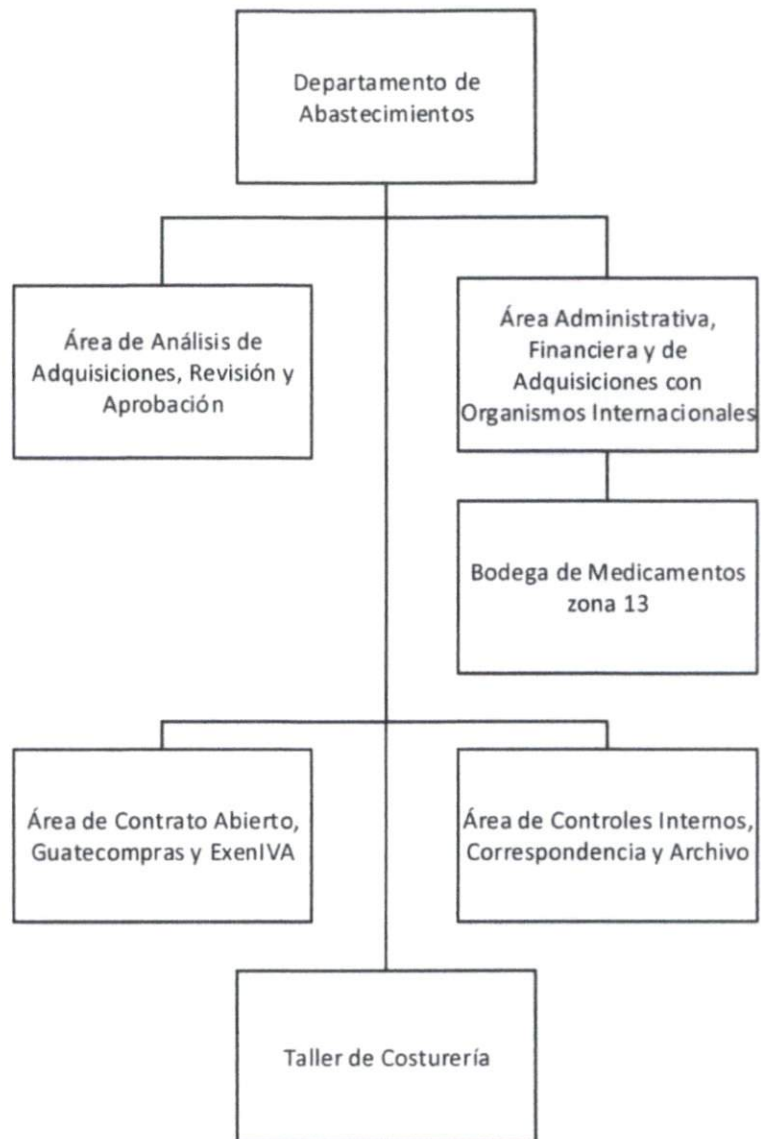 Departamento de
Abastecimientos
Área de Análisis de
Adquisiciones, Revisión y
Aprobación
Área Administrativa,
Financiera y de
Adquisiciones con
Organismos Internacionales
Bodega de Medicamentos
zona 13
Área de Contrato Abierto,
Guatecompras y ExenIVA
Área de Controles Internos,
Correspondencia y Archivo
Taller de Costurería